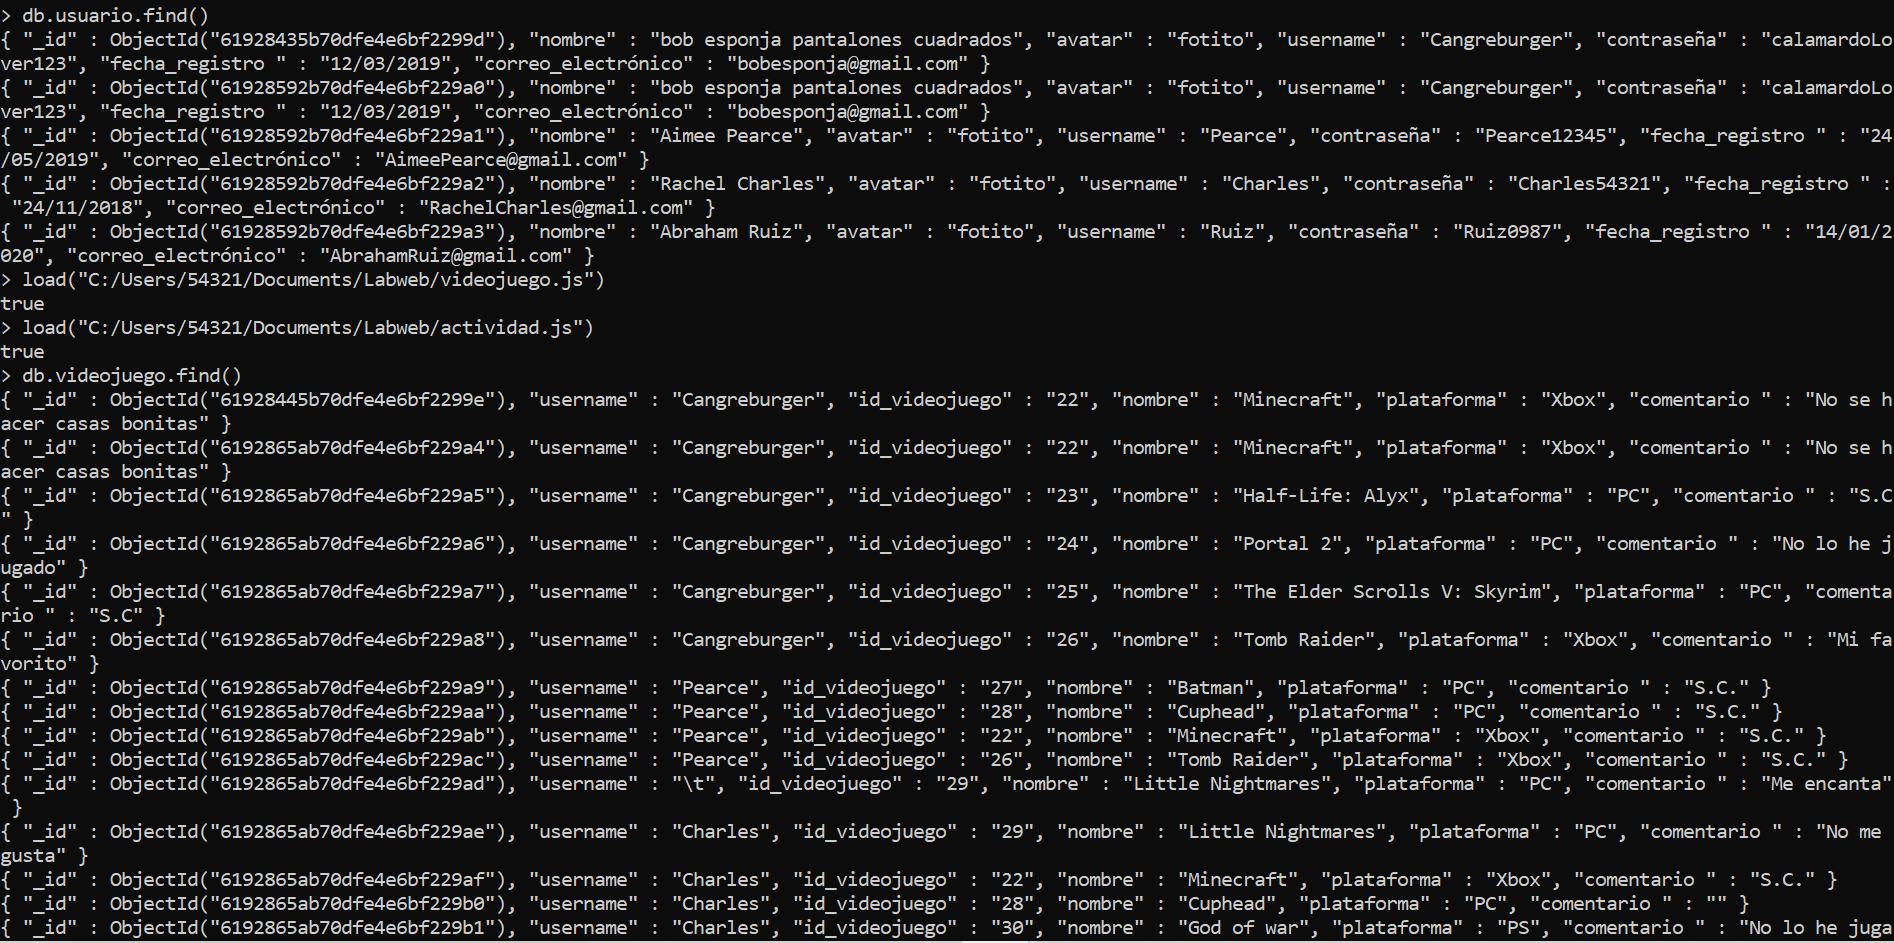 > db.usuario.find()
{ "_id" : ObjectId("61928435b70dfe4e6bf2299d"), "nombre" : "bob esponja pantalones cuadrados", "avatar" : "fotito", "username" : "Cangreburger", "contraseña" : "calamardoLo
ver123", "fecha_registro " : "12/03/2019", "correo_electrónico" : "bobesponja@gmail.com" }
{ "_id" : ObjectId("61928592b70dfe4e6bf229a0"), "nombre" : "bob esponja pantalones cuadrados", "avatar" : "fotito", "username" : "Cangreburger", "contraseña" : "calamardoLo
ver123", "fecha_registro " : "12/03/2019", "correo_electrónico" : "bobesponja@gmail.com" }
{ "_id" : ObjectId("61928592b70dfe4e6bf229a1"), "nombre" : "Aimee Pearce", "avatar" : "fotito", "username" : "Pearce", "contraseña" : "Pearce12345", "fecha_registro " : "24
/05/2019", "correo_electrónico" : "AimeePearce@gmail.com" }
{ "_id" : ObjectId("61928592b70dfe4e6bf229a2"), "nombre" : "Rachel Charles", "avatar" : "fotito", "username" : "Charles", "contraseña" : "Charles54321", "fecha_registro " :
 "24/11/2018", "correo_electrónico" : "RachelCharles@gmail.com" }
{ "_id" : ObjectId("61928592b70dfe4e6bf229a3"), "nombre" : "Abraham Ruiz", "avatar" : "fotito", "username" : "Ruiz", "contraseña" : "Ruiz0987", "fecha_registro " : "14/01/2
020", "correo_electrónico" : "AbrahamRuiz@gmail.com" }
> load("C:/Users/54321/Documents/Labweb/videojuego.js")
true
> load("C:/Users/54321/Documents/Labweb/actividad.js")
true
> db.videojuego.find()
{ "_id" : ObjectId("61928445b70dfe4e6bf2299e"), "username" : "Cangreburger", "id_videojuego" : "22", "nombre" : "Minecraft", "plataforma" : "Xbox", "comentario " : "No se h
acer casas bonitas" }
{ "_id" : ObjectId("6192865ab70dfe4e6bf229a4"), "username" : "Cangreburger", "id_videojuego" : "22", "nombre" : "Minecraft", "plataforma" : "Xbox", "comentario " : "No se h
acer casas bonitas" }
{ "_id" : ObjectId("6192865ab70dfe4e6bf229a5"), "username" : "Cangreburger", "id_videojuego" : "23", "nombre" : "Half-Life: Alyx", "plataforma" : "PC", "comentario " : "S.C
" }
{ "_id" : ObjectId("6192865ab70dfe4e6bf229a6"), "username" : "Cangreburger", "id_videojuego" : "24", "nombre" : "Portal 2", "plataforma" : "PC", "comentario " : "No lo he j
ugado" }
{ "_id" : ObjectId("6192865ab70dfe4e6bf229a7"), "username" : "Cangreburger", "id_videojuego" : "25", "nombre" : "The Elder Scrolls V: Skyrim", "plataforma" : "PC", "comenta
rio " : "S.C" }
{ "_id" : ObjectId("6192865ab70dfe4e6bf229a8"), "username" : "Cangreburger", "id_videojuego" : "26", "nombre" : "Tomb Raider", "plataforma" : "Xbox", "comentario " : "Mi fa
vorito" }
{ "_id" : ObjectId("6192865ab70dfe4e6bf229a9"), "username" : "Pearce", "id_videojuego" : "27", "nombre" : "Batman", "plataforma" : "PC", "comentario " : "S.C." }
{ "_id" : ObjectId("6192865ab70dfe4e6bf229aa"), "username" : "Pearce", "id_videojuego" : "28", "nombre" : "Cuphead", "plataforma" : "PC", "comentario " : "S.C." }
{ "_id" : ObjectId("6192865ab70dfe4e6bf229ab"), "username" : "Pearce", "id_videojuego" : "22", "nombre" : "Minecraft", "plataforma" : "Xbox", "comentario " : "S.C." }
{ "_id" : ObjectId("6192865ab70dfe4e6bf229ac"), "username" : "Pearce", "id_videojuego" : "26", "nombre" : "Tomb Raider", "plataforma" : "Xbox", "comentario " : "S.C." }
{ "_id" : ObjectId("6192865ab70dfe4e6bf229ad"), "username" : "\t", "id_videojuego" : "29", "nombre" : "Little Nightmares", "plataforma" : "PC", "comentario " : "Me encanta"
 }
{ "_id" : ObjectId("6192865ab70dfe4e6bf229ae"), "username" : "Charles", "id_videojuego" : "29", "nombre" : "Little Nightmares", "plataforma" : "PC", "comentario " : "No me
gusta" }
{ "_id" : ObjectId("6192865ab70dfe4e6bf229af"), "username" : "Charles", "id_videojuego" : "22", "nombre" : "Minecraft", "plataforma" : "Xbox", "comentario " : "S.C." }
{ "_id" : ObjectId("6192865ab70dfe4e6bf229b0"), "username" : "Charles", "id_videojuego" : "28", "nombre" : "Cuphead", "plataforma" : "PC", "comentario " : "" }
{ "_id" : ObjectId("6192865ab70dfe4e6bf229b1"), "username" : "Charles", "id_videojuego" : "30", "nombre" : "God of war", "plataforma" : "PS", "comentario " : "No lo he juga